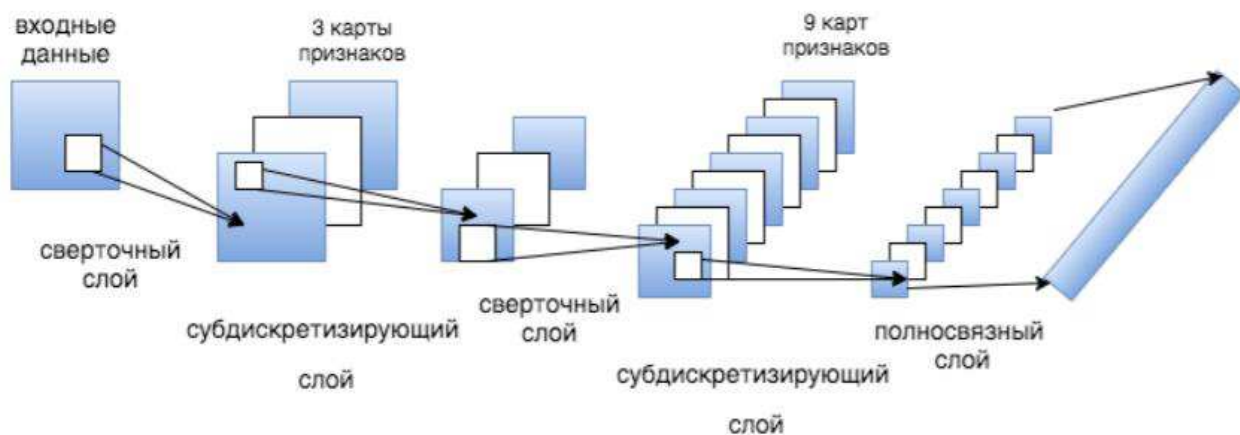 входные
данные
3 карты
признаков
9 карт
признаков
сверточный
слой
субдискретизирующий
слой
сверточный
слой
субдискретизирующий
слой
полносвязный
слой